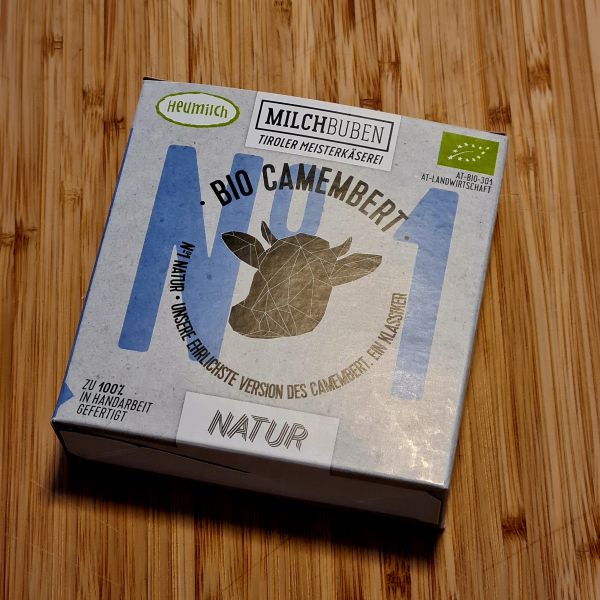 Heumilch
MILCHBUBEN
TIROLER MEISTERKÄSEREI
AT-BIO-301
AT-LANDWIRTSCHAFT
Nº1
· BIO CAMEMBERT ·
Nº1 NATUR · UNSERE EHRLICHSTE VERSION DES CAMEMBERT. EIN KLASSIKER
ZU 100%
IN HANDARBEIT
GEFERTIGT
NATUR